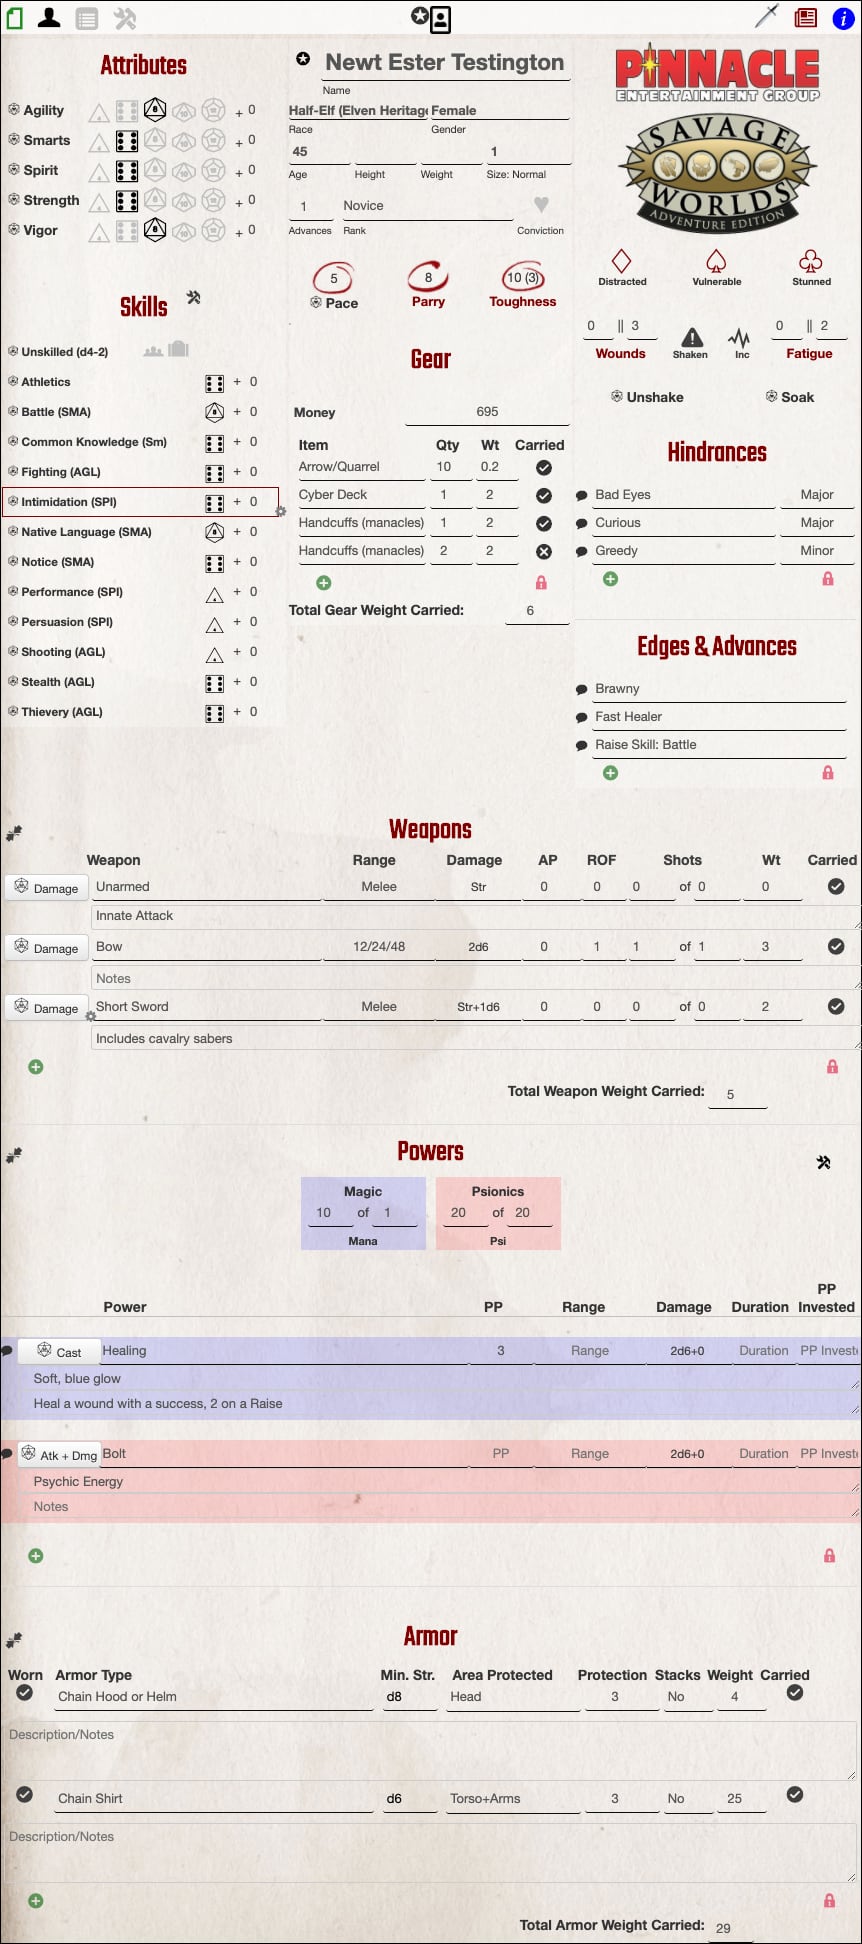 Attributes
Agility + 0
Smarts + 0
Spirit + 0
Strength + 0
Vigor + 0
Skills
Unskilled (d4-2)
Athletics + 0
Battle (SMA) + 0
Common Knowledge (Sm) + 0
Fighting (AGL) + 0
Intimidation (SPI) + 0
Native Language (SMA) + 0
Notice (SMA) + 0
Performance (SPI) + 0
Persuasion (SPI) + 0
Shooting (AGL) + 0
Stealth (AGL) + 0
Thievery (AGL) + 0
Newt Ester Testington
Name
Half-Elf (Elven Heritage Female
Race Gender
45 1
Age Height Weight Size: Normal
1 Novice
Advances Rank Conviction
5 8 10 (3)
Pace Parry Toughness
Gear
Money 695
Item Qty Wt Carried
Arrow/Quarrel 10 0.2
Cyber Deck 1 2
Handcuffs (manacles) 1 2
Handcuffs (manacles) 2 2
Total Gear Weight Carried: 6
PINNACLE
ENTERTAINMENT GROUP
SAVAGE
WORLDS
ADVENTURE EDITION
Distracted Vulnerable Stunned
0 || 3 0 || 2
Wounds Shaken Inc Fatigue
Unshake Soak
Hindrances
Bad Eyes Major
Curious Major
Greedy Minor
Edges & Advances
Brawny
Fast Healer
Raise Skill: Battle
Weapons
Weapon Range Damage AP ROF Shots Wt Carried
Damage Unarmed Melee Str 0 0 0 of 0 0
Innate Attack
Damage Bow 12/24/48 2d6 0 1 1 of 1 3
Notes
Damage Short Sword Melee Str+1d6 0 0 0 of 0 2
Includes cavalry sabers
Total Weapon Weight Carried: 5
Powers
Magic Psionics
10 of 1 20 of 20
Mana Psi
Power PP Range Damage Duration PP Invested
Cast Healing 3 Range 2d6+0 Duration PP Investe
Soft, blue glow
Heal a wound with a success, 2 on a Raise
Atk + Dmg Bolt PP Range 2d6+0 Duration PP Investe
Psychic Energy
Notes
Armor
Worn Armor Type Min. Str. Area Protected Protection Stacks Weight Carried
Chain Hood or Helm d8 Head 3 No 4
Description/Notes
Chain Shirt d6 Torso+Arms 3 No 25
Description/Notes
Total Armor Weight Carried: 29